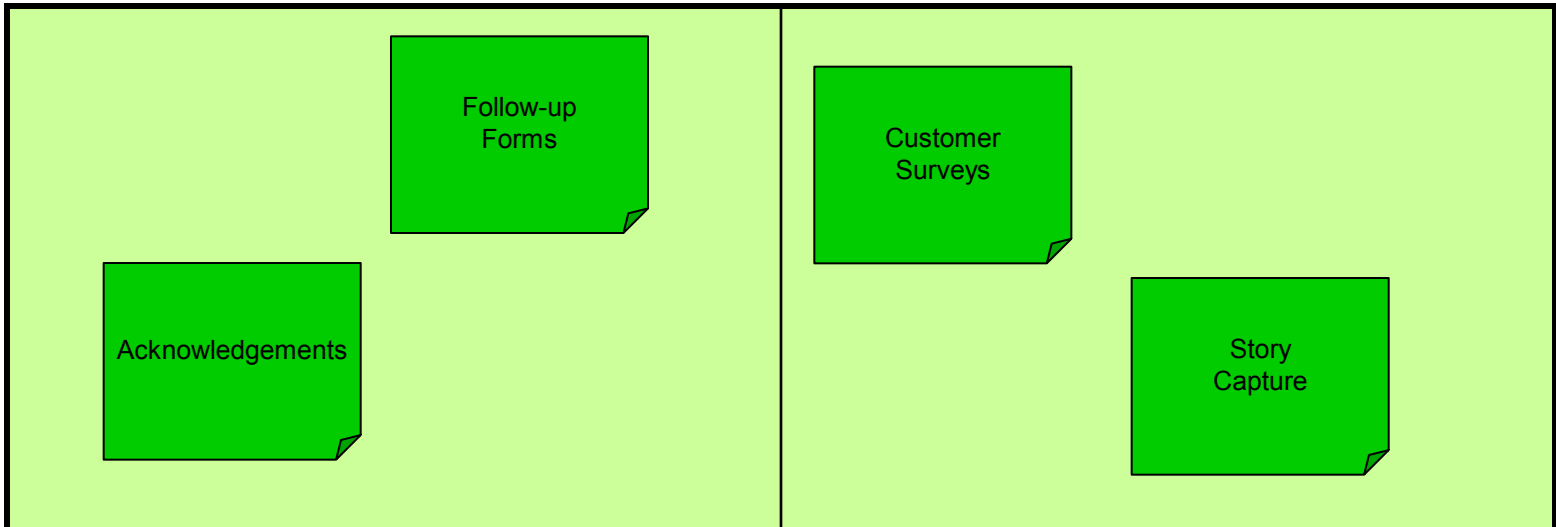 Follow-up
Forms
Acknowledgements
Customer
Surveys
Story
Capture